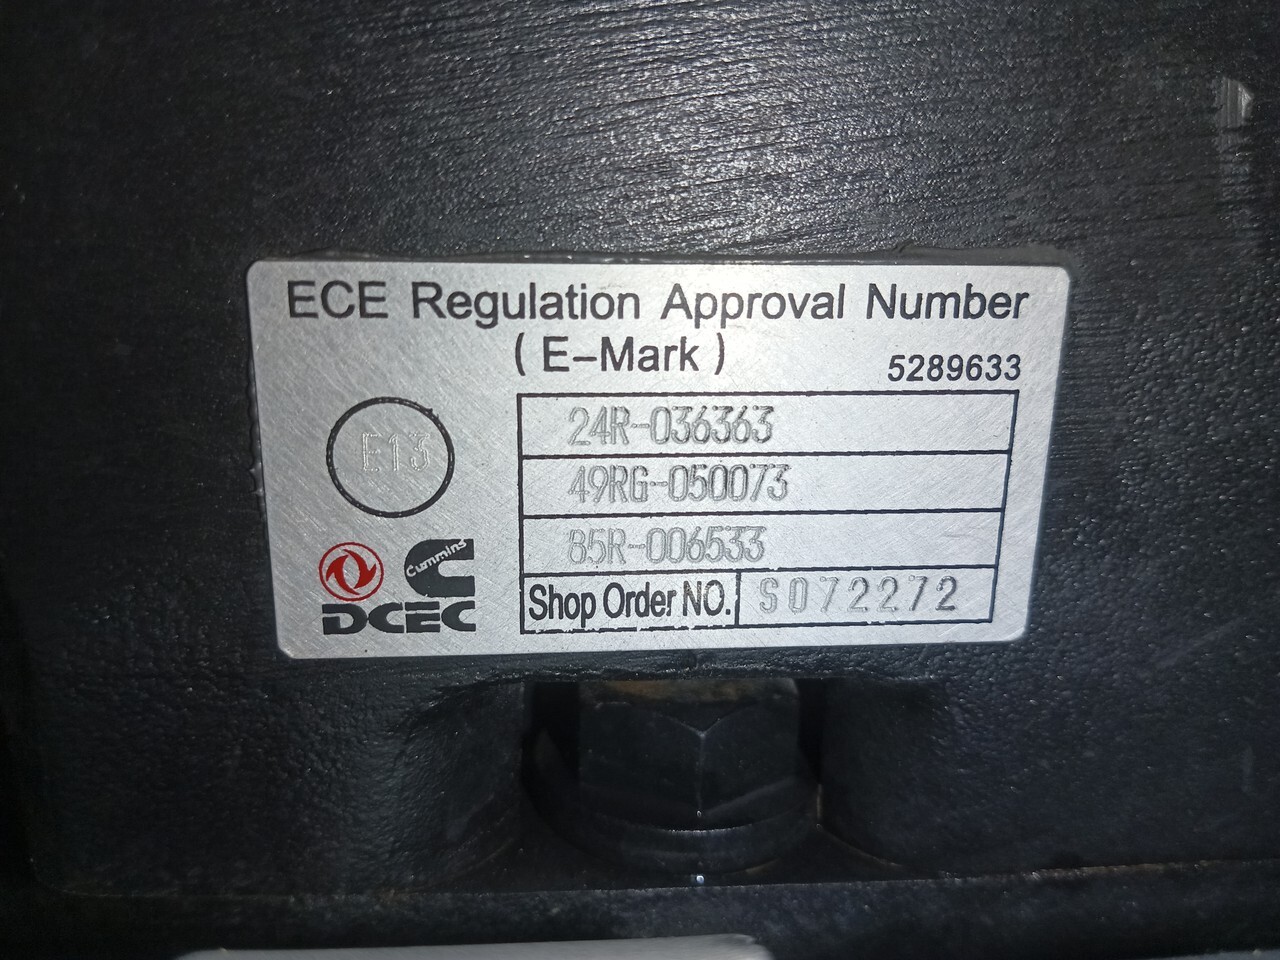 ECE Regulation Approval Number
( E-Mark )
5289633
E13
24R-036363
49RG-050073
85R-006533
Cummins
DCEC
Shop Order NO. S072272